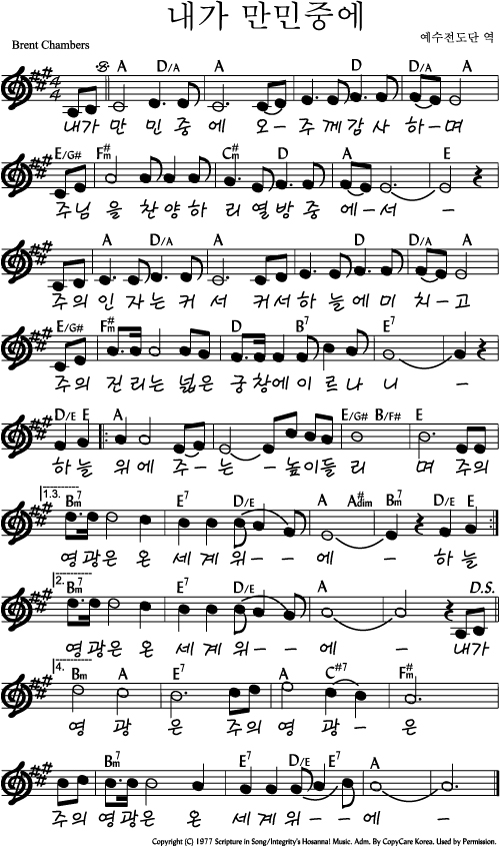 내가 만민중에
예수전도단 역
Brent Chambers
4 4 A D/A A D D/A A
내가 만 민 중 에 오- 주께감사 하-며
E/G# F#m C#m D A E
주님 을 찬양하 리 열방 중 에-서 -
A D/A A D D/A A
주의 인 자는 커 서 커서하 늘에미 치-고
E/G# F#m D B7 E7
주의 진 리는 넓은 궁창에이 르나 니 -
D/E E A E/G# B/F# E
하늘 위에 주- 는- 높이들 리 며 주의
1.3. Bm7 E7 D/E A A#dim Bm7 D/E E
영광은 온 세 계 위-- 에 - 하늘
2. Bm7 E7 D/E A D.S.
영광은 온 세 계 위-- 에 - 내가
4. Bm A E7 A C#7 F#m
영 광 은 주의 영 광- 은
Bm7 E7 D/E E7 A
주의 영광은 온 세계 위--에 -
Copyright (C) 1977 Scripture in Song/Integrity's Hosanna! Music. Adm. By CopyCare Korea. Used by Permission.